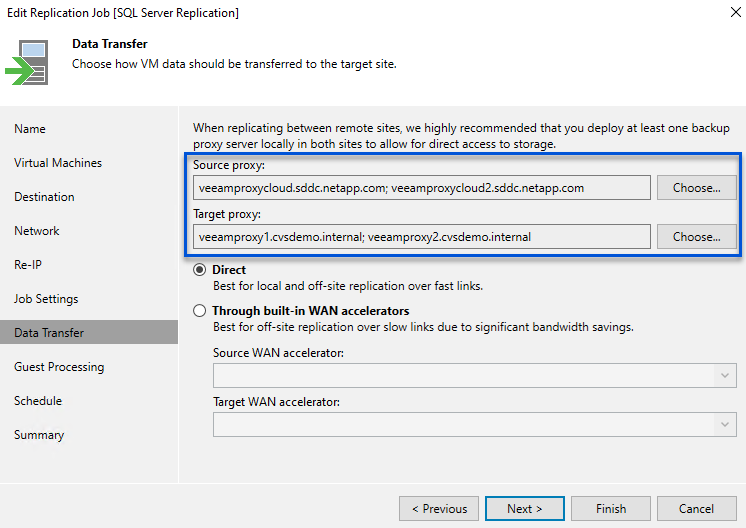 Edit Replication Job [SQL Server Replication]
Data Transfer
Choose how VM data should be transferred to the target site.
Name
Virtual Machines
Destination
Network
Re-IP
Job Settings
Data Transfer
Guest Processing
Schedule
Summary
When replicating between remote sites, we highly recommended that you deploy at least one backup
proxy server locally in both sites to allow for direct access to storage.
Source proxy:
veeamproxycloud.sddc.netapp.com; veeamproxycloud2.sddc.netapp.com
Choose...
Target proxy:
veeamproxy1.cvsdemo.internal; veeamproxy2.cvsdemo.internal
Choose...
Direct
Best for local and off-site replication over fast links.
Through built-in WAN accelerators
Best for off-site replication over slow links due to significant bandwidth savings.
Source WAN accelerator:
Target WAN accelerator:
< Previous
Next >
Finish
Cancel